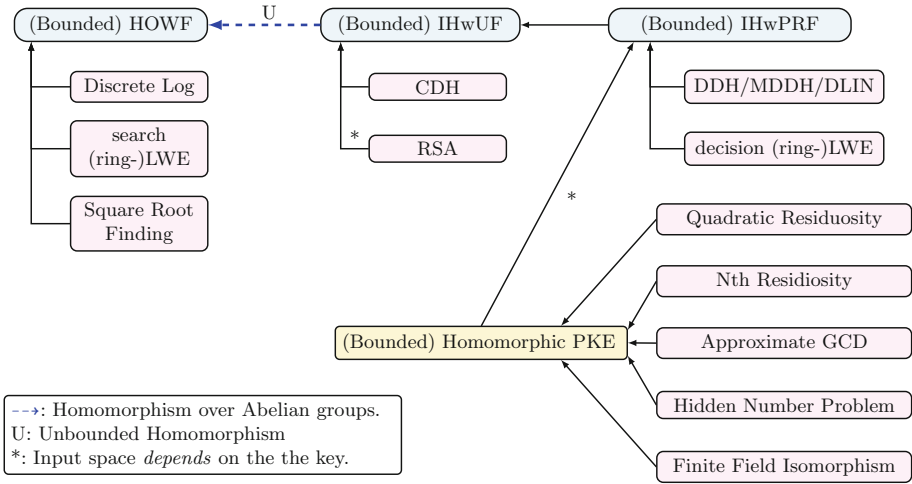 U
(Bounded) HOWF
(Bounded) IHwUF
(Bounded) IHwPRF
Discrete Log
search
(ring-)LWE
Square Root
Finding
CDH
*
RSA
DDH/MDDH/DLIN
decision (ring-)LWE
*
Quadratic Residuosity
Nth Residiosity
(Bounded) Homomorphic PKE
Approximate GCD
Hidden Number Problem
Finite Field Isomorphism
: Homomorphism over Abelian groups.
U: Unbounded Homomorphism
*: Input space depends on the the key.